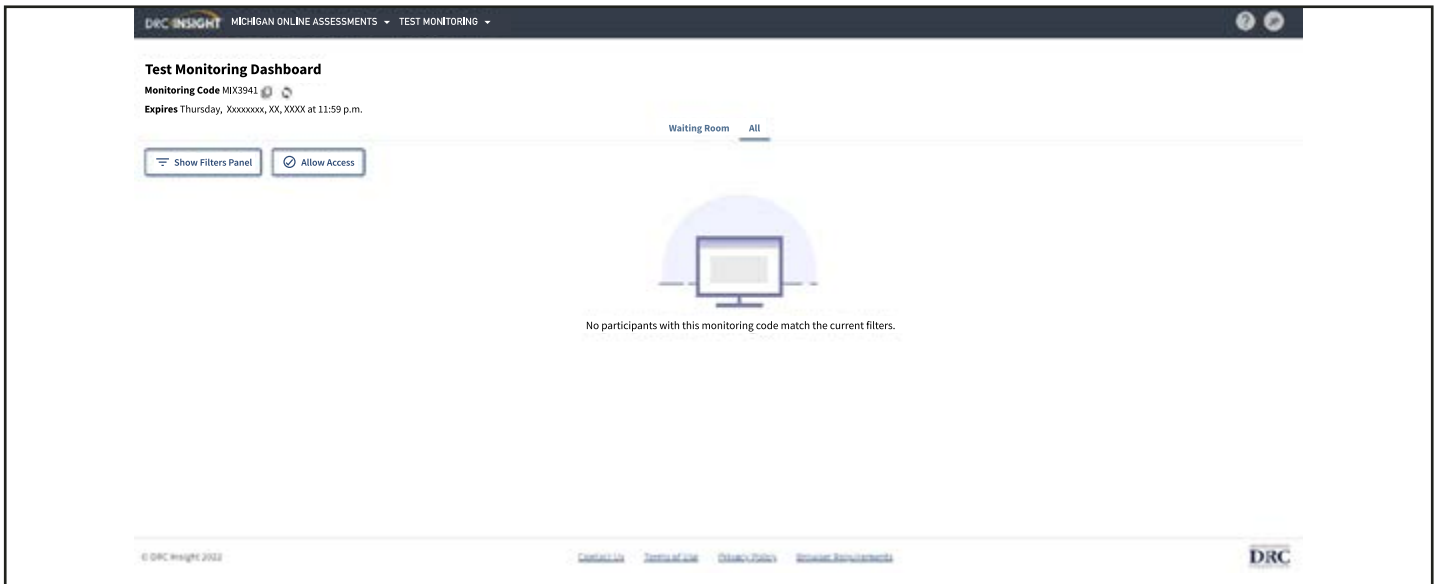 DRC INSIGHT MICHIGAN ONLINE ASSESSMENTS TEST MONITORING
Test Monitoring Dashboard
Monitoring Code MIX3941
Expires Thursday, Xxxxxxxx, XX, XXXX at 11:59 p.m.
Waiting Room All
Show Filters Panel Allow Access
No participants with this monitoring code match the current filters.
© DRC Insight 2022 Contact Us Terms of Use Privacy Policy Browser Requirements DRC